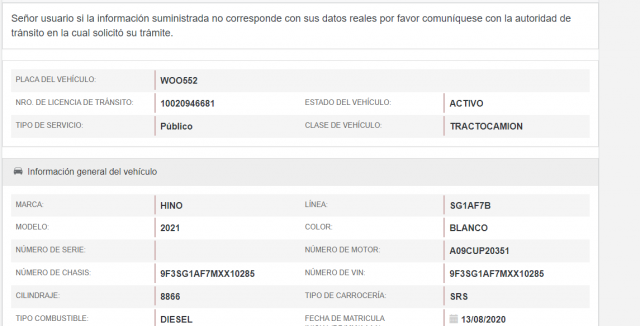 Señor usuario si la información suministrada no corresponde con sus datos reales por favor comuníquese con la autoridad de
tránsito en la cual solicitó su trámite.
PLACA DEL VEHÍCULO: WOO552
NRO. DE LICENCIA DE TRÁNSITO: 10020946681 ESTADO DEL VEHÍCULO: ACTIVO
TIPO DE SERVICIO: Público CLASE DE VEHÍCULO: TRACTOCAMION
Información general del vehículo
MARCA: HINO LÍNEA: SG1AF7B
MODELO: 2021 COLOR: BLANCO
NÚMERO DE SERIE: NÚMERO DE MOTOR: A09CUP20351
NÚMERO DE CHASIS: 9F3SG1AF7MXX10285 NÚMERO DE VIN: 9F3SG1AF7MXX10285
CILINDRAJE: 8866 TIPO DE CARROCERÍA: SRS
TIPO COMBUSTIBLE: DIESEL FECHA DE MATRICULA 13/08/2020